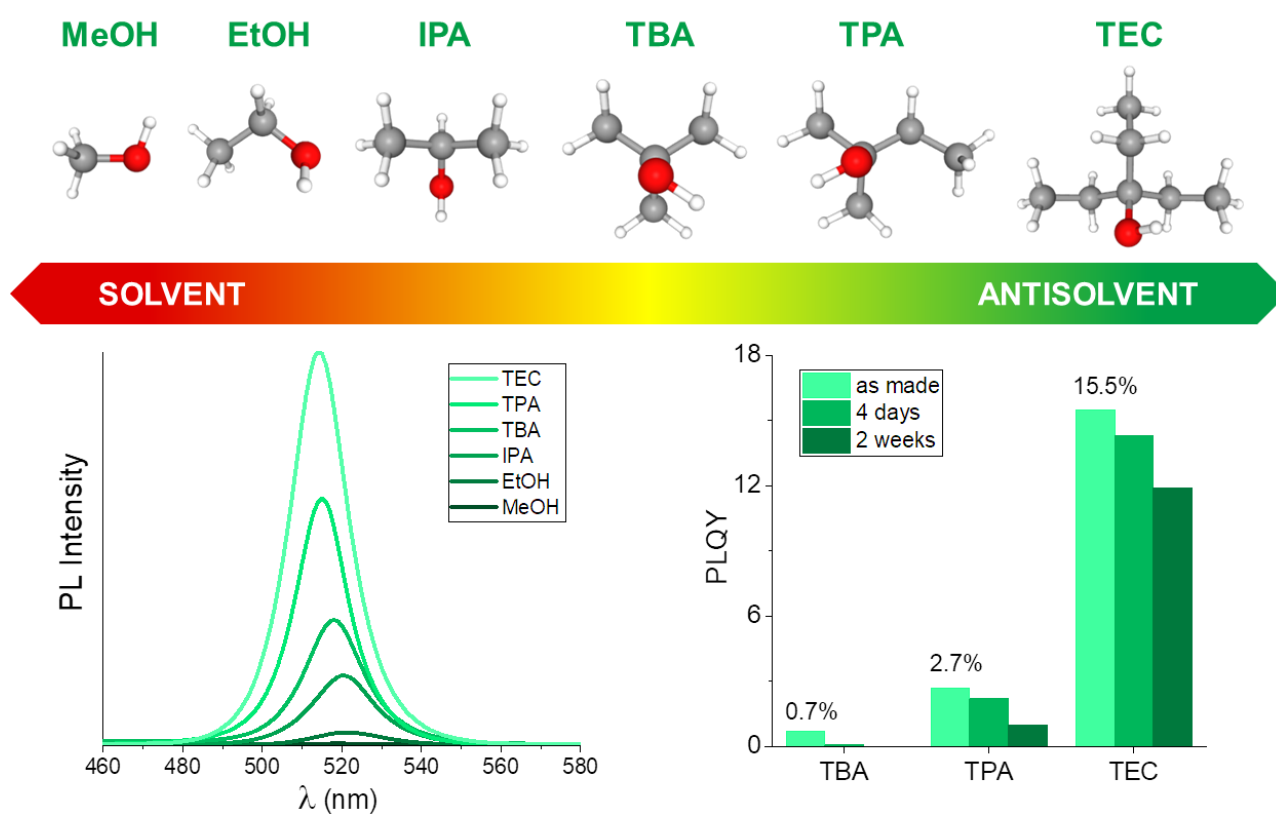 MeOH EtOH IPA TBA TPA TEC
SOLVENT ANTISOLVENT
PL Intensity
TEC
TPA
TBA
IPA
EtOH
MeOH
460 480 500 520 540 560 580
λ (nm)
PLQY
18
12
6
0
as made
4 days
2 weeks
15.5%
2.7%
0.7%
TBA TPA TEC